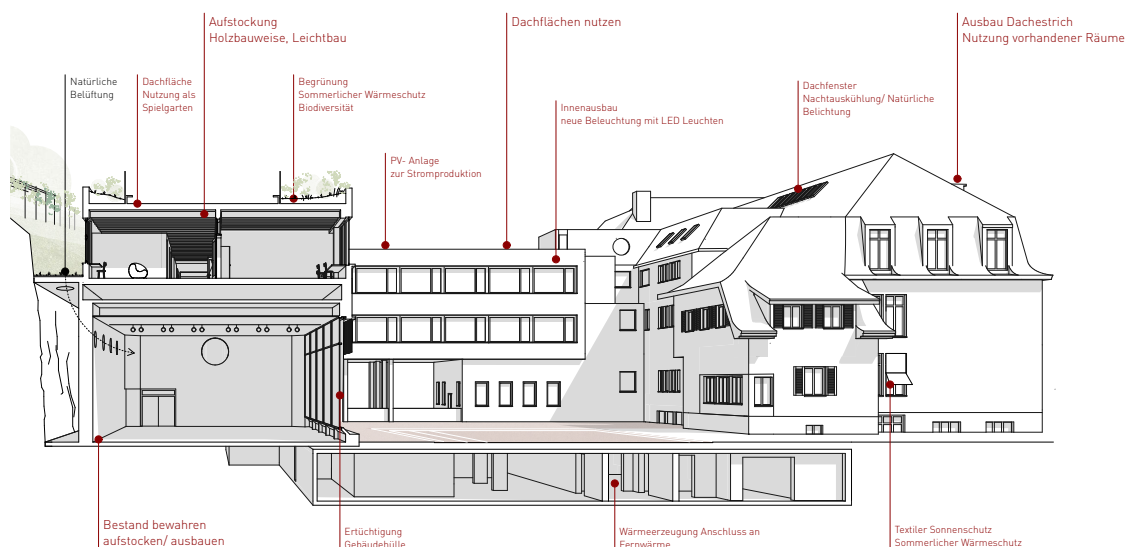 Aufstockung
Holzbauweise, Leichtbau
Dachflächen nutzen
Ausbau Dachestrich
Nutzung vorhandener Räume
Natürliche
Belüftung
Dachfläche
Nutzung als
Spielgarten
Begrünung
Sommerlicher Wärmeschutz
Biodiversität
Dachfenster
Nachtauskühlung/ Natürliche
Belichtung
Innenausbau
neue Beleuchtung mit LED Leuchten
PV- Anlage
zur Stromproduktion
Bestand bewahren
aufstocken/ ausbauen
Ertüchtigung
Gebäudehülle
Wärmeerzeugung Anschluss an
Fernwärme
Textiler Sonnenschutz
Sommerlicher Wärmeschutz